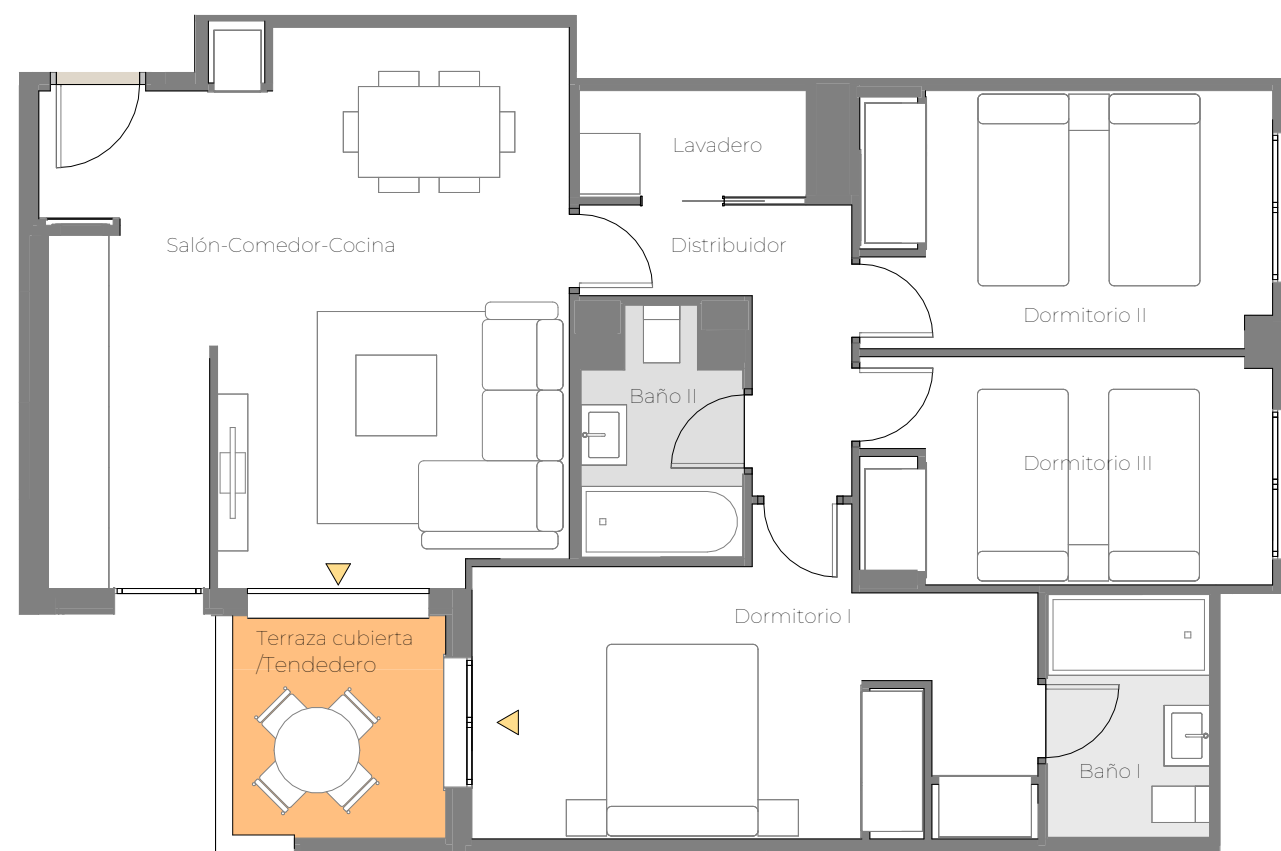 Lavadero
Salón-Comedor-Cocina
Distribuidor
Dormitorio II
Baño II
Dormitorio III
Dormitorio I
Terraza cubierta
/Tendedero
Baño I